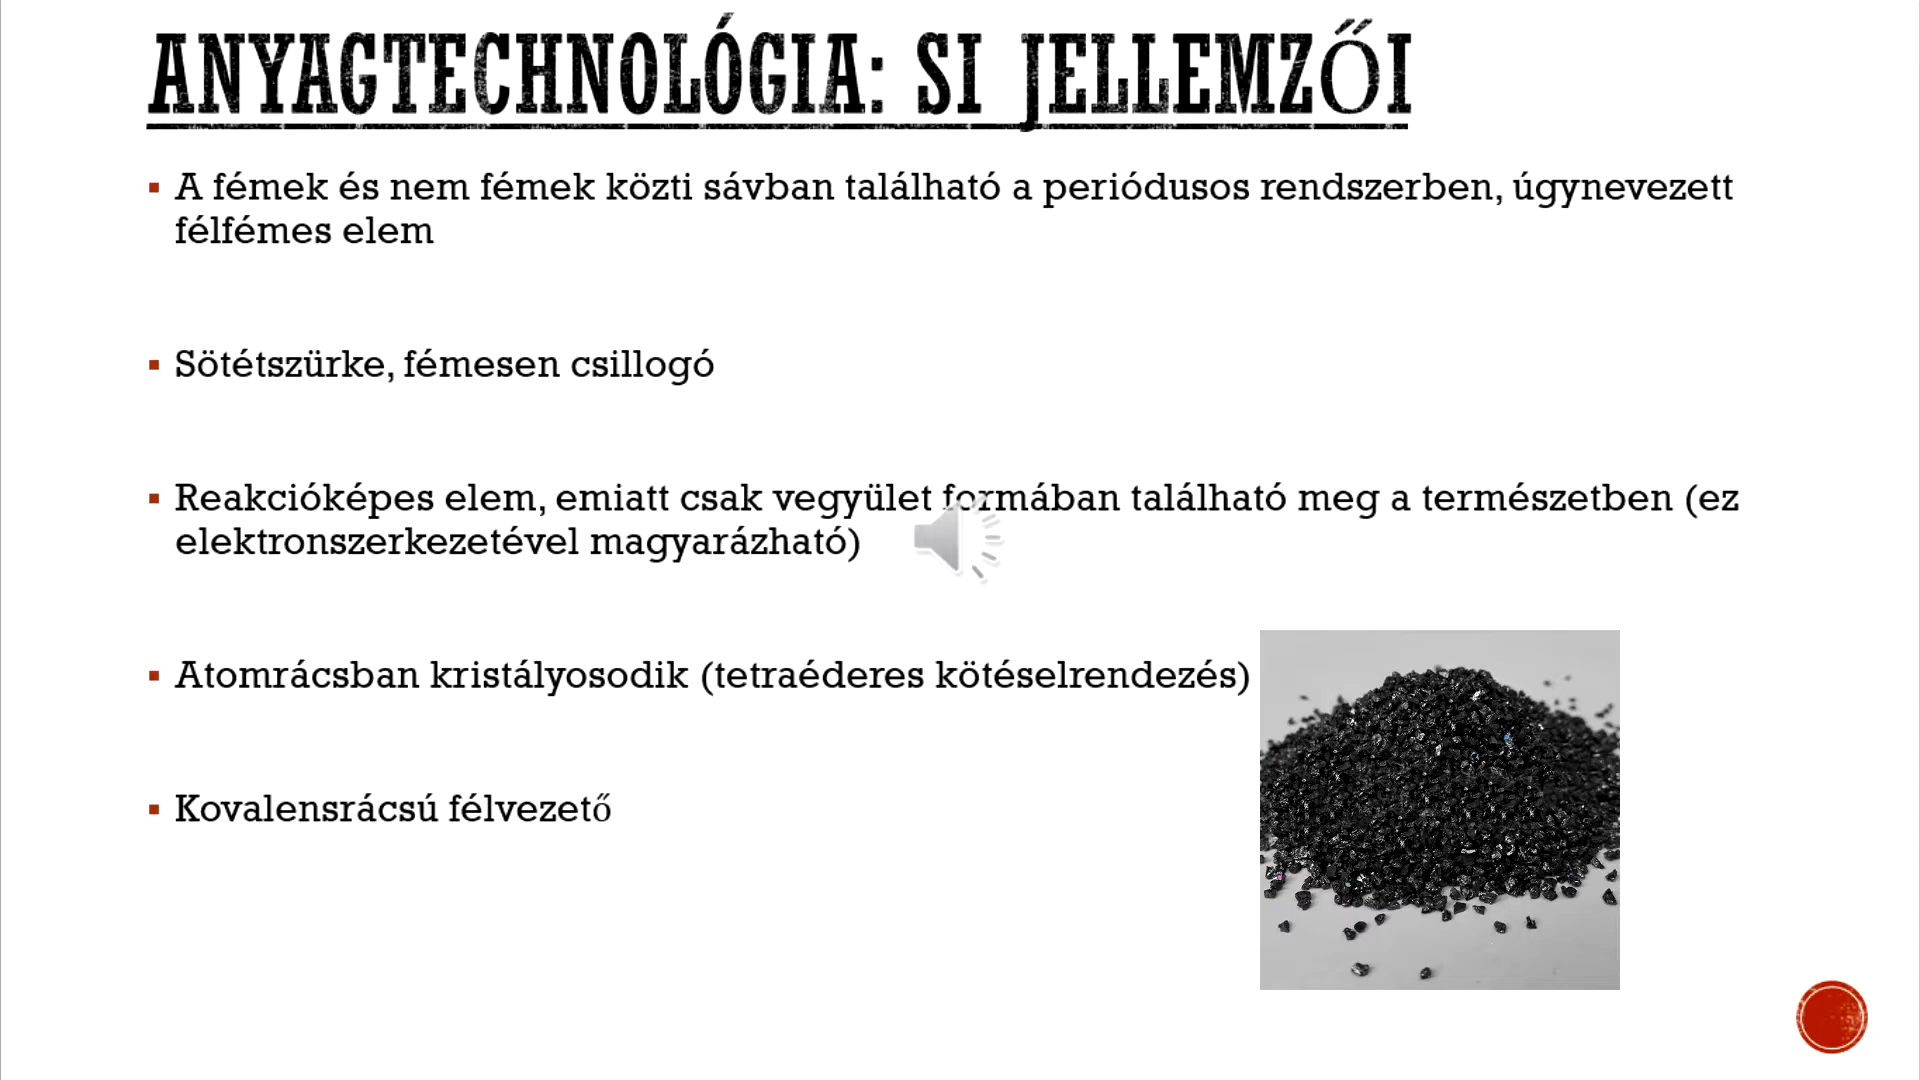 ANYAGTECHNOLÓGIA: SI JELLEMZŐI
A fémek és nem fémek közti sávban található a periódusos rendszerben, úgynevezett
félfémes elem
Sötétszürke, fémesen csillogó
Reakcióképes elem, emiatt csak vegyület formában található meg a természetben (ez
elektronszerkezetével magyarázható)
Atomrácsban kristályosodik (tetraéderes kötéselrendezés)
Kovalensrácsú félvezető